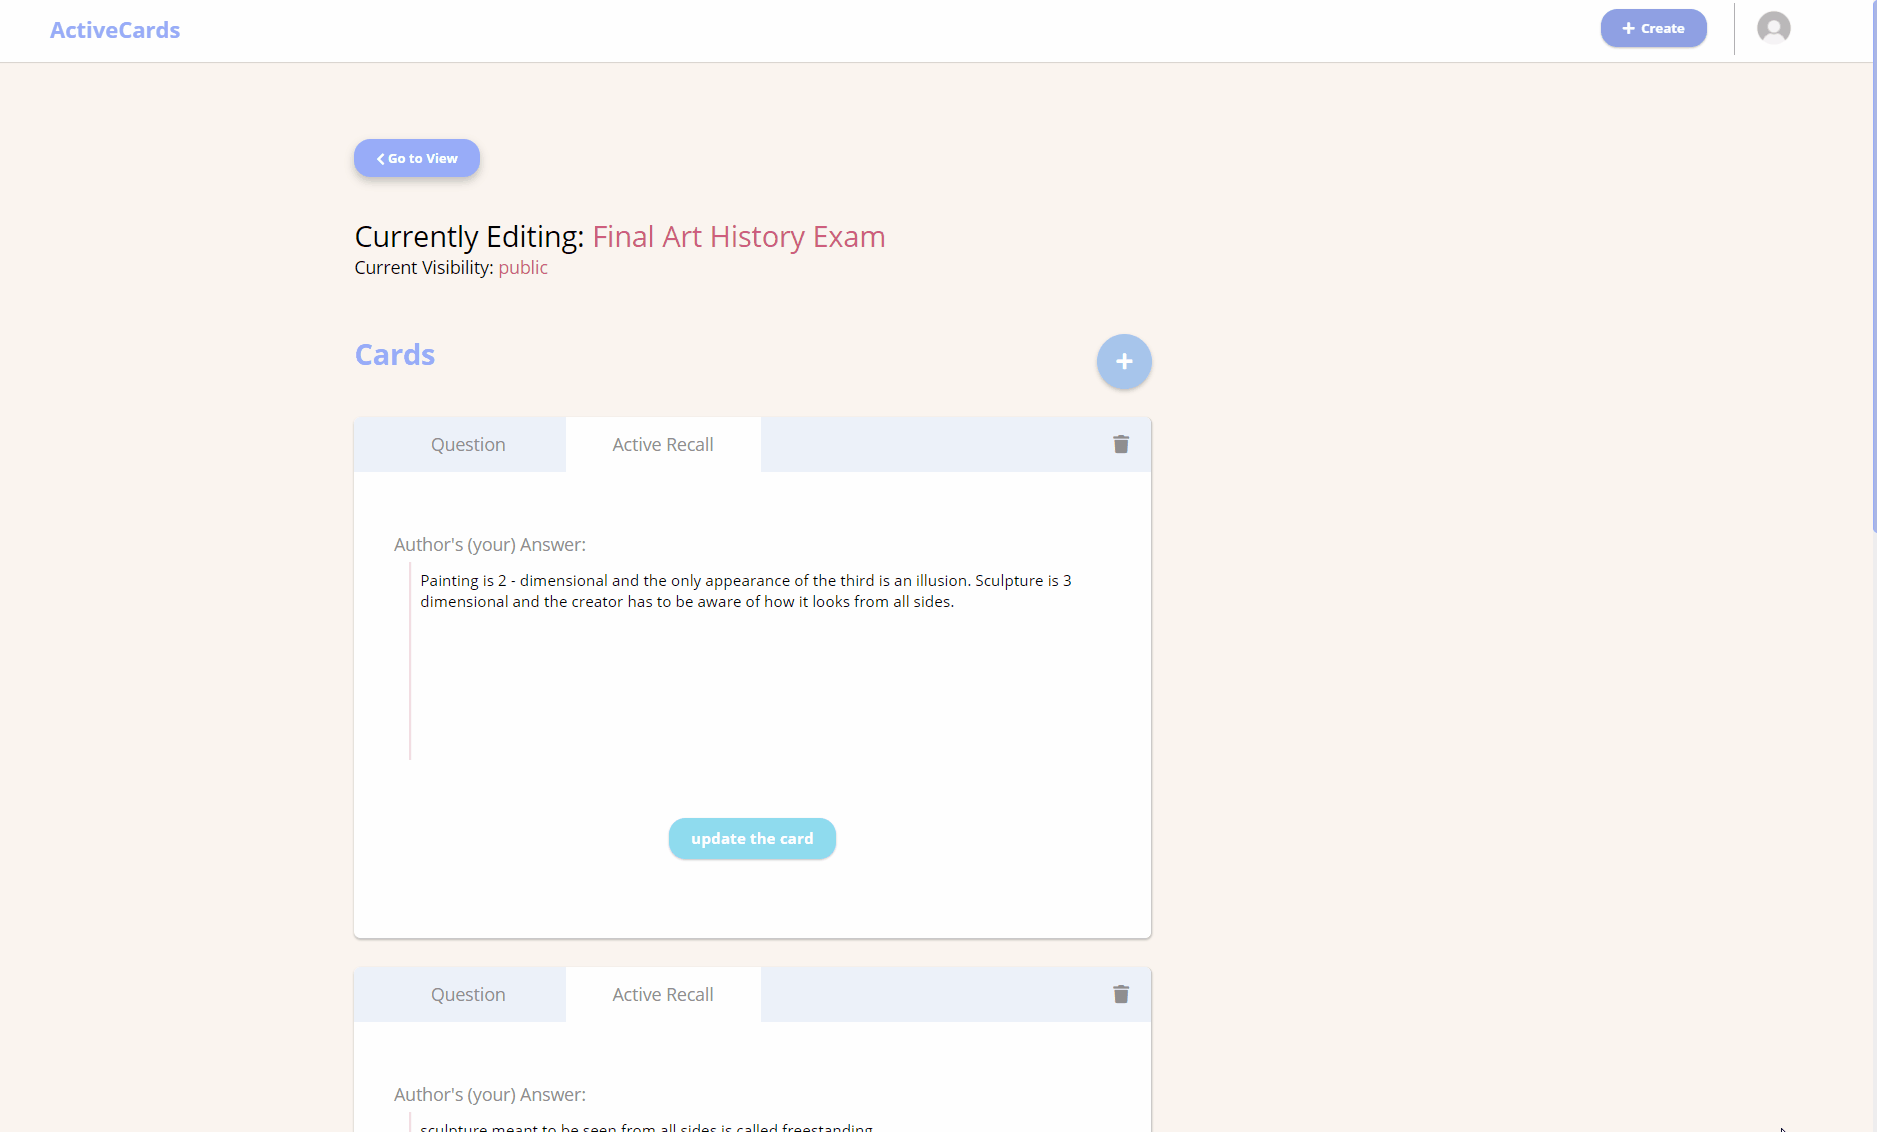 ActiveCards
Create
Go to View
Currently Editing: Final Art History Exam
Current Visibility: public
Cards
Question
Active Recall
Author's (your) Answer:
Painting is 2 - dimensional and the only appearance of the third is an illusion. Sculpture is 3
dimensional and the creator has to be aware of how it looks from all sides.
update the card
Question
Active Recall
Author's (your) Answer:
sculpture meant to be seen from all sides is called freestanding